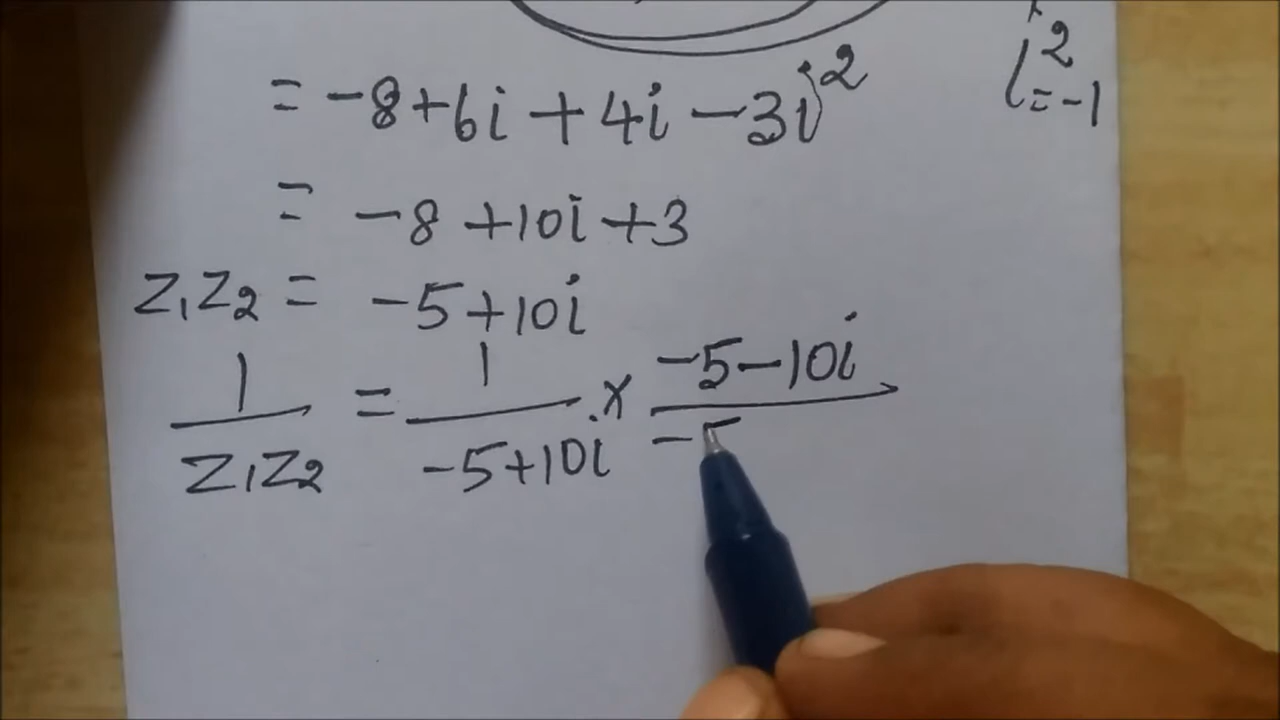 = -8+6i + 4i - 3i²
i² = -1
= -8 +10i +3
z₁z₂ = -5+10i
1/z₁z₂ = 1/-5+10i × -5-10i/-5